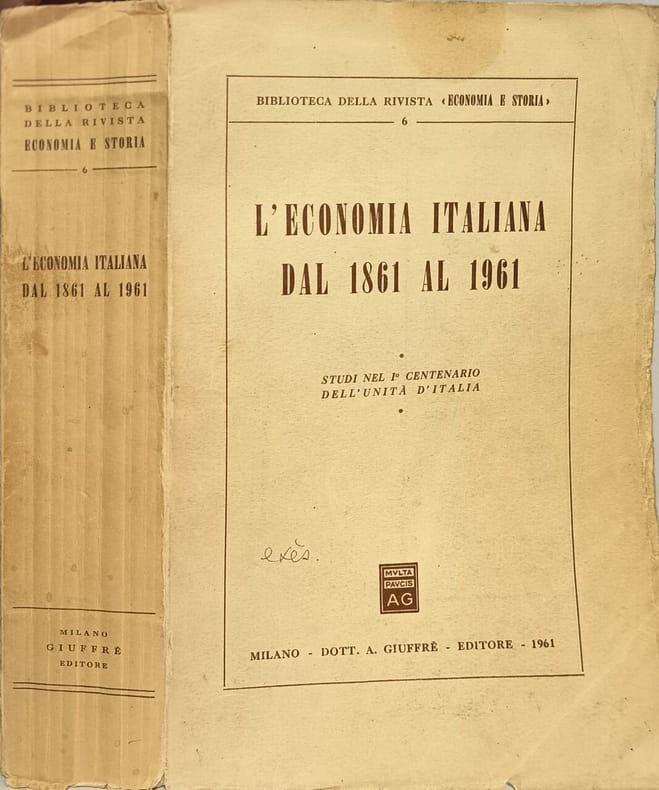 BIBLIOTECA
DELLA RIVISTA
ECONOMIA E STORIA
6
L'ECONOMIA ITALIANA
DAL 1861 AL 1961
MILANO
GIUFFRÈ
EDITORE
BIBLIOTECA DELLA RIVISTA «ECONOMIA E STORIA»
6
L'ECONOMIA ITALIANA
DAL 1861 AL 1961
STUDI NEL Iº CENTENARIO
DELL'UNITÀ D'ITALIA
MVLTA
PAVCIS
AG
MILANO - DOTT. A. GIUFFRÈ - EDITORE - 1961